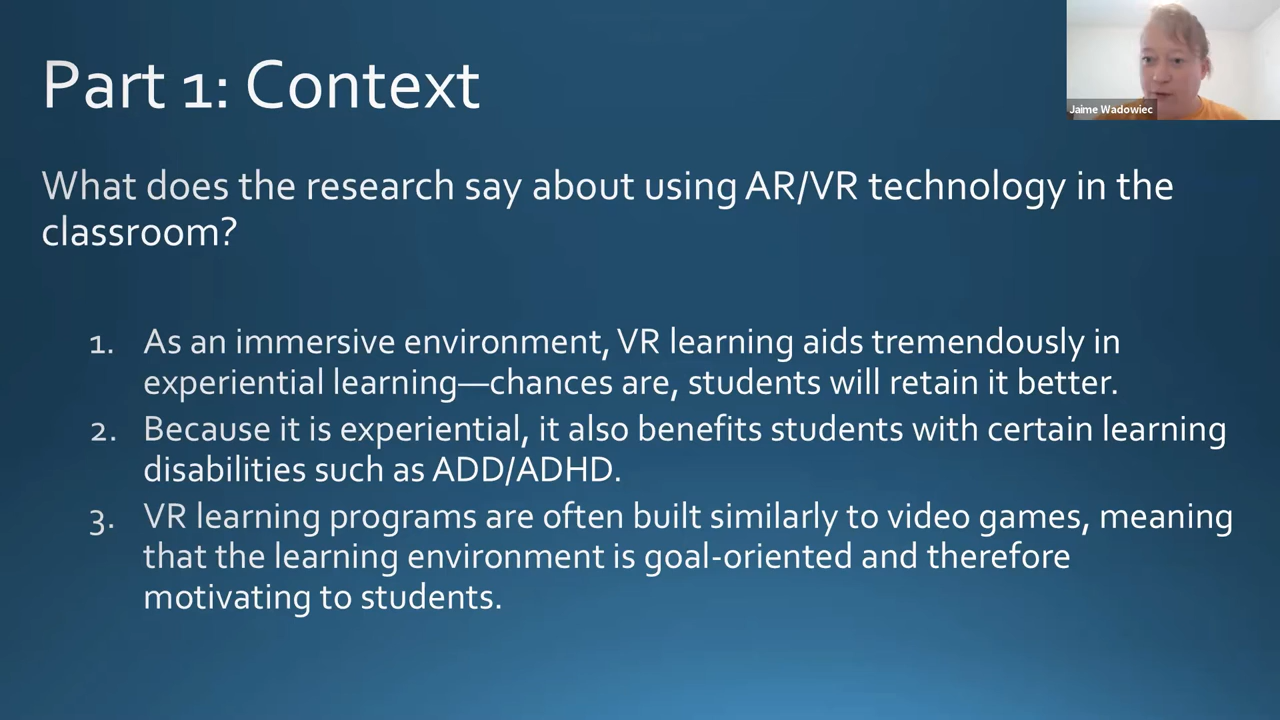 Part 1: Context
Jaime Wadowiec
What does the research say about using AR/VR technology in the
classroom?
1. As an immersive environment, VR learning aids tremendously in
experiential learning—chances are, students will retain it better.
2. Because it is experiential, it also benefits students with certain learning
disabilities such as ADD/ADHD.
3. VR learning programs are often built similarly to video games, meaning
that the learning environment is goal-oriented and therefore
motivating to students.